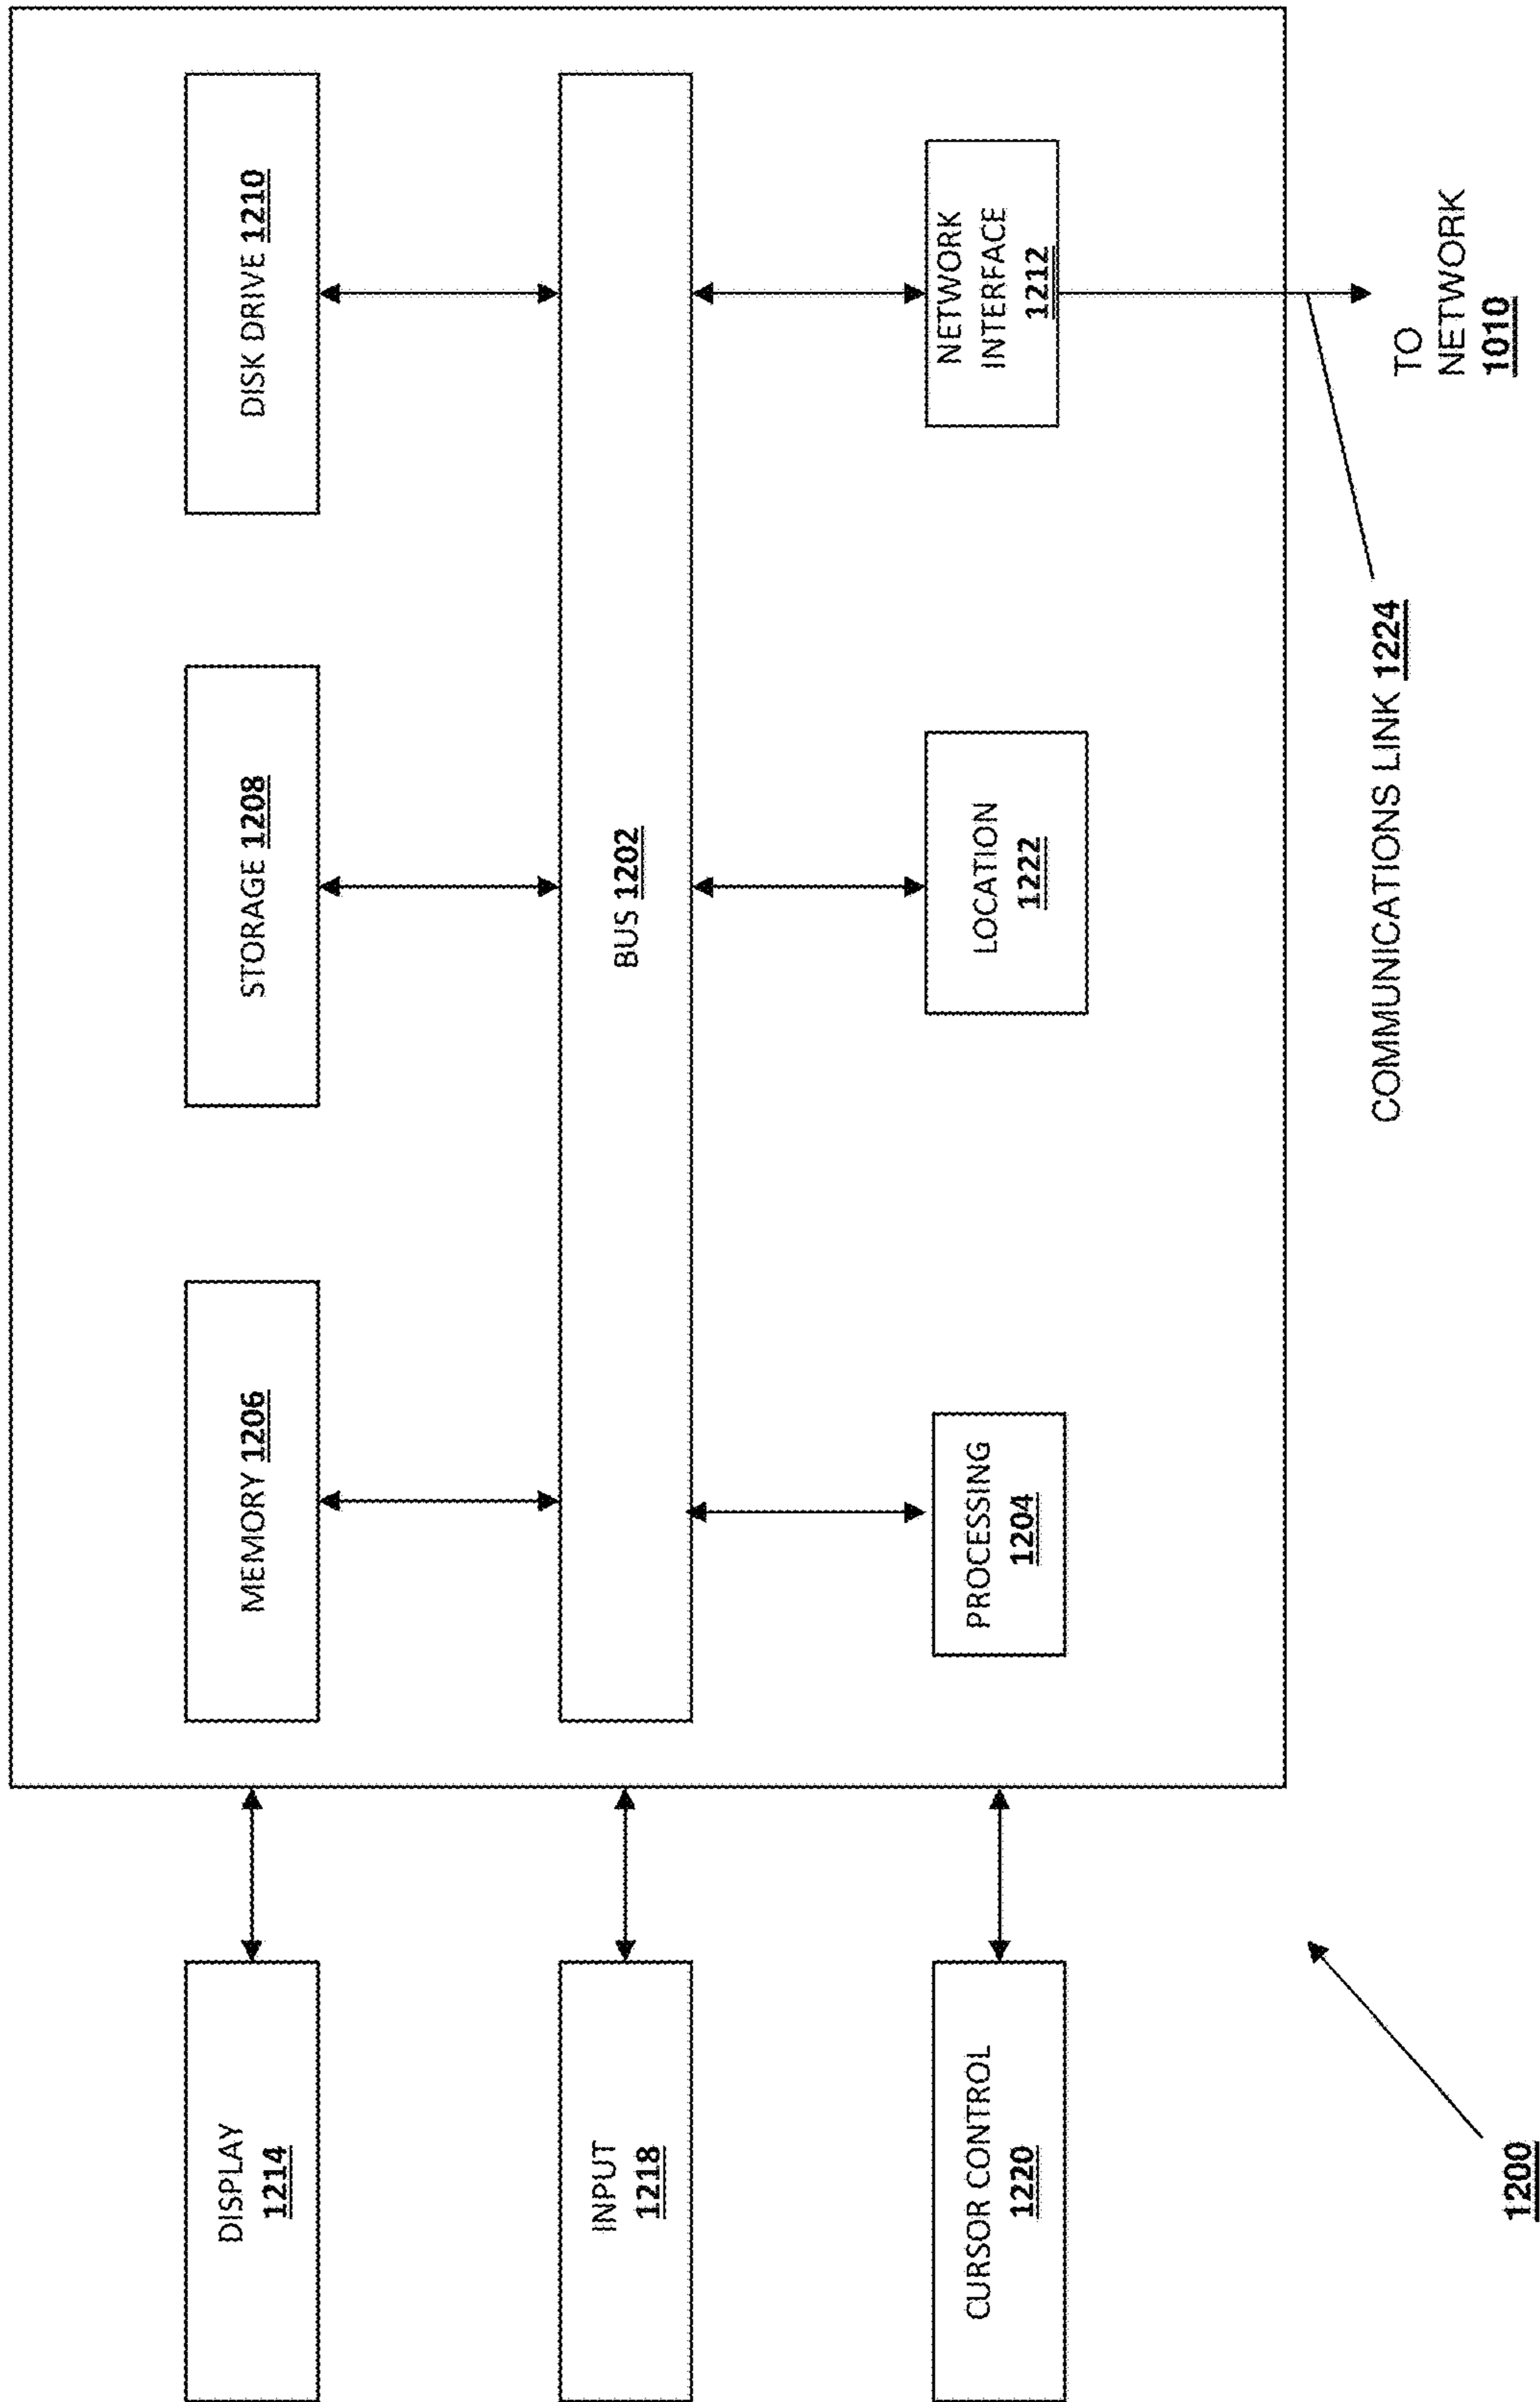 DISPLAY
1214
INPUT
1218
CURSOR CONTROL
1220
MEMORY 1206
STORAGE 1208
DISK DRIVE 1210
BUS 1202
PROCESSING
1204
LOCATION
1222
NETWORK
INTERFACE
1212
COMMUNICATIONS LINK 1224
TO
NETWORK
1010
1200